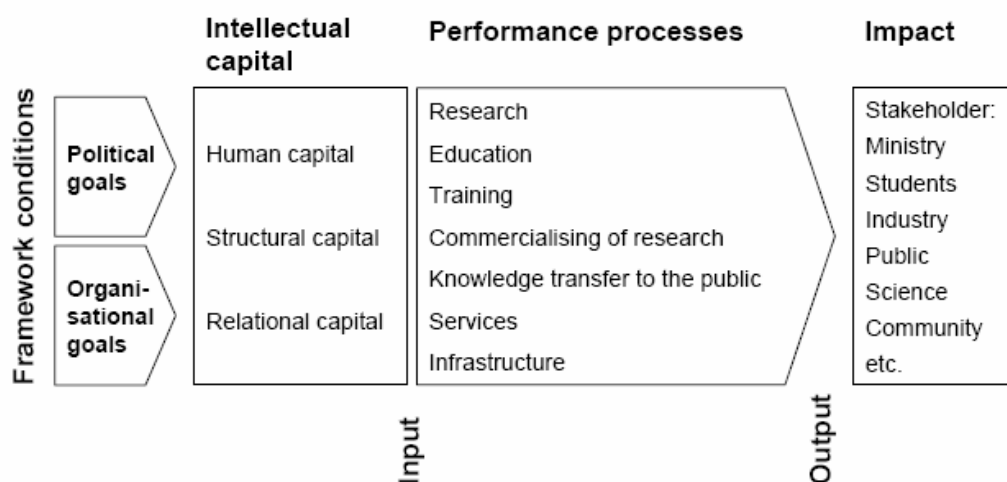 Framework conditions
Political
goals
Organi-
sational
goals
Intellectual
capital
Human capital
Structural capital
Relational capital
Input
Performance processes
Research
Education
Training
Commercialising of research
Knowledge transfer to the public
Services
Infrastructure
Output
Impact
Stakeholder:
Ministry
Students
Industry
Public
Science
Community
etc.